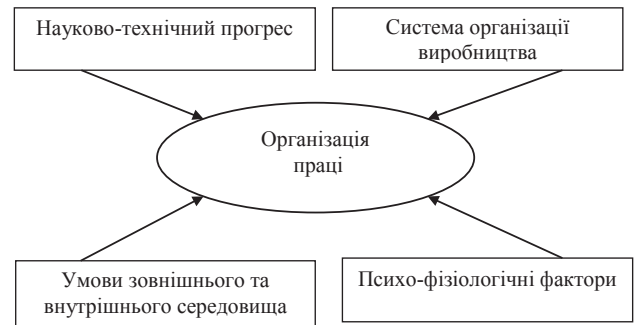 Науково-технічний прогрес
Система організації
виробництва
Організація
праці
Умови зовнішнього та
внутрішнього середовища
Психо-фізіологічні фактори